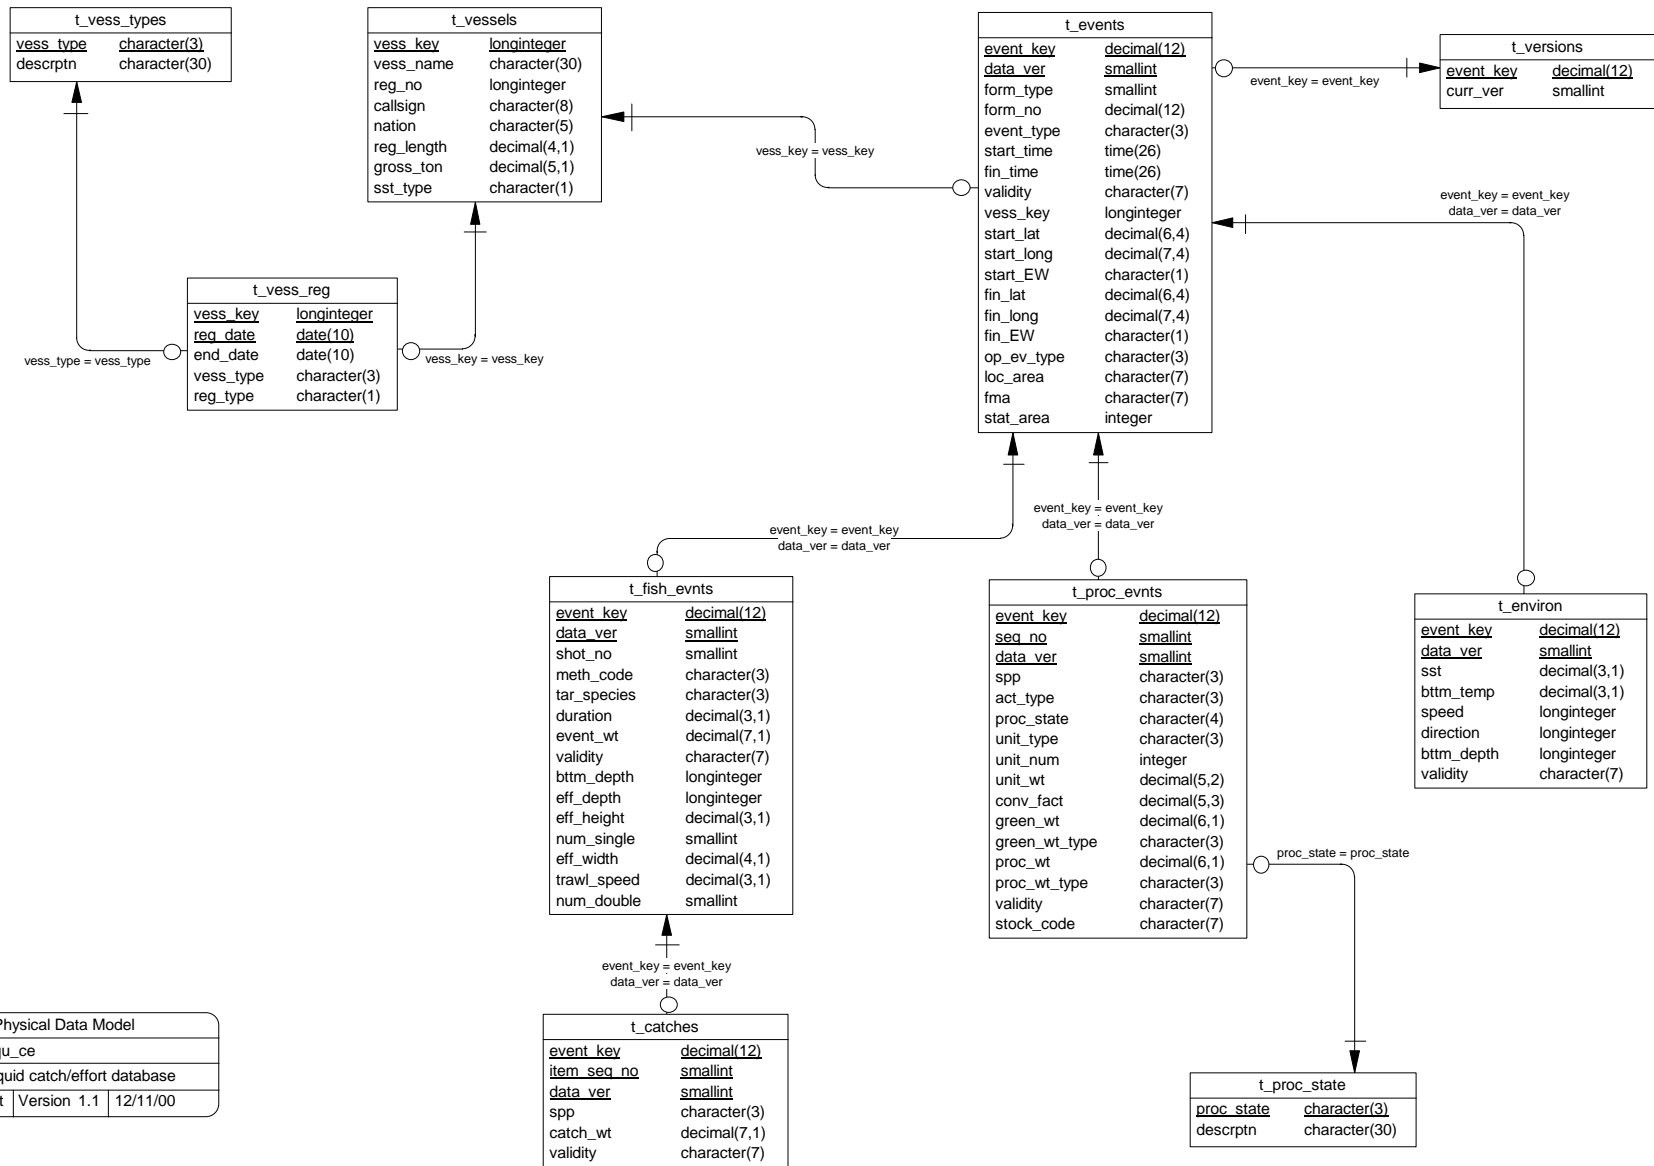 t_vess_types
vess_type character(3)
descrptn character(30)
t_vessels
vess_key longinteger
vess_name character(30)
reg_no longinteger
callsign character(8)
nation character(5)
reg_length decimal(4,1)
gross_ton decimal(5,1)
sst_type character(1)
t_events
event_key decimal(12)
data_ver smallint
form_type smallint
form_no decimal(12)
event_type character(3)
start_time time(26)
fin_time time(26)
validity character(7)
vess_key longinteger
start_lat decimal(6,4)
start_long decimal(7,4)
start_EW character(1)
fin_lat decimal(6,4)
fin_long decimal(7,4)
fin_EW character(1)
op_ev_type character(3)
loc_area character(7)
fma character(7)
stat_area integer
t_versions
event_key decimal(12)
curr_ver smallint
event_key = event_key
vess_key = vess_key
event_key = event_key
data_ver = data_ver
t_vess_reg
vess_key longinteger
reg_date date(10)
end_date date(10)
vess_type character(3)
reg_type character(1)
vess_type = vess_type
vess_key = vess_key
event_key = event_key
data_ver = data_ver
event_key = event_key
data_ver = data_ver
t_fish_evnts
event_key decimal(12)
data_ver smallint
shot_no smallint
meth_code character(3)
tar_species character(3)
duration decimal(3,1)
event_wt decimal(7,1)
validity character(7)
bttm_depth longinteger
eff_depth longinteger
eff_height decimal(3,1)
num_single smallint
eff_width decimal(4,1)
trawl_speed decimal(3,1)
num_double smallint
t_proc_evnts
event_key decimal(12)
seq_no smallint
data_ver smallint
spp character(3)
act_type character(3)
proc_state character(4)
unit_type character(3)
unit_num integer
unit_wt decimal(5,2)
conv_fact decimal(5,3)
green_wt decimal(6,1)
green_wt_type character(3)
proc_wt decimal(6,1)
proc_wt_type character(3)
validity character(7)
stock_code character(7)
t_environ
event_key decimal(12)
data_ver smallint
sst decimal(3,1)
bttm_temp decimal(3,1)
speed longinteger
direction longinteger
bttm_depth longinteger
validity character(7)
proc_state = proc_state
event_key = event_key
data_ver = data_ver
t_catches
event_key decimal(12)
item_seq_no smallint
data_ver smallint
spp character(3)
catch_wt decimal(7,1)
validity character(7)
t_proc_state
proc_state character(3)
descrptn character(30)
Physical Data Model
qu_ce
quid catch/effort database
t Version 1.1 12/11/00